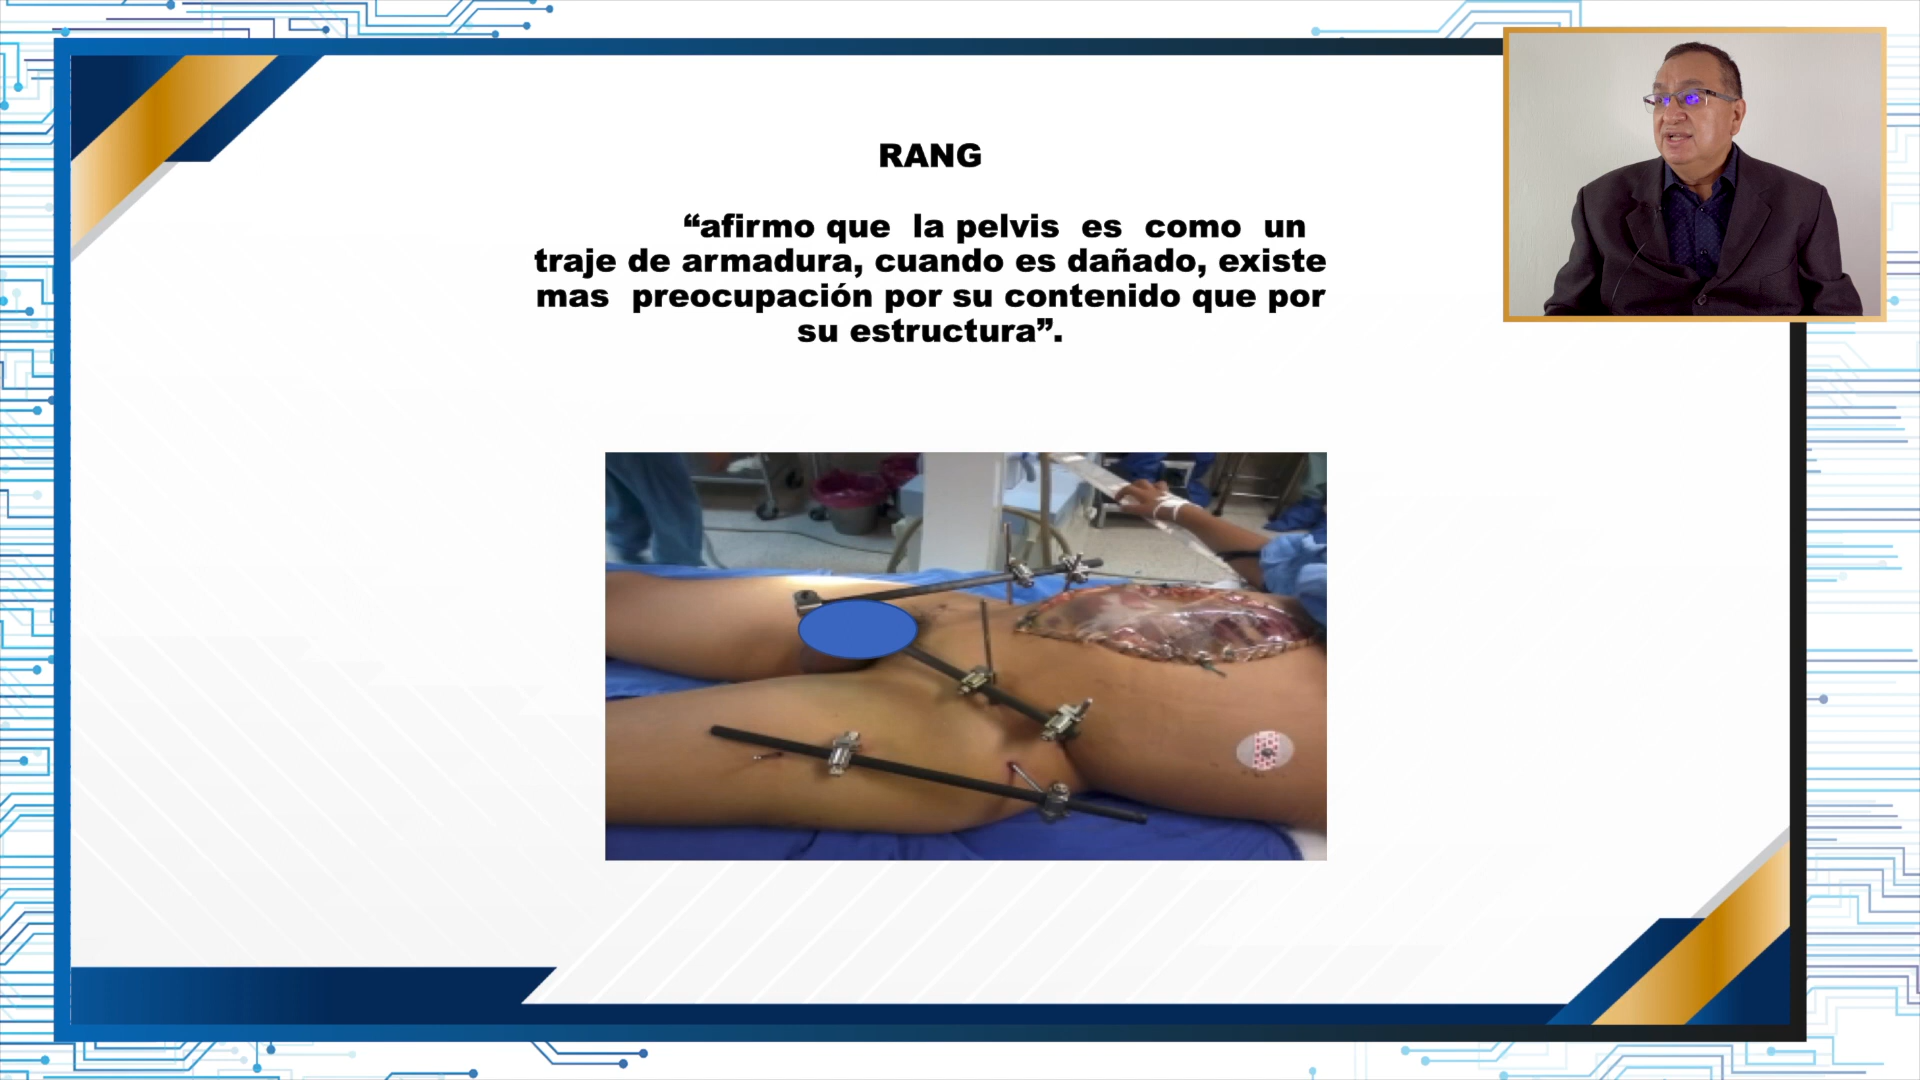 RANG
“afirmo que la pelvis es como un
traje de armadura, cuando es dañado, existe
mas preocupación por su contenido que por
su estructura”.